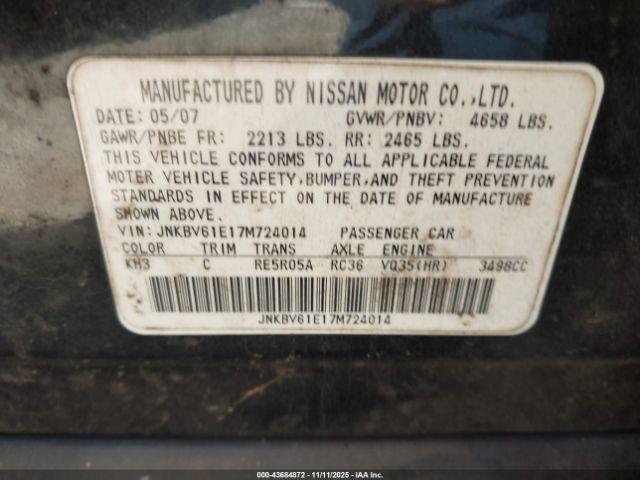 MANUFACTURED BY NISSAN MOTOR CO.,LTD.
DATE: 05/07 GVWR/PNBV: 4658 LBS.
GAWR/PNBE FR: 2213 LBS. RR: 2465 LBS.
THIS VEHICLE CONFORMS TO ALL APPLICABLE FEDERAL
MOTOR VEHICLE SAFETY,BUMPER,AND THEFT PREVENTION
STANDARDS IN EFFECT ON THE DATE OF MANUFACTURE
SHOWN ABOVE.
VIN:JNKBV61E17M724014 PASSENGER CAR
COLOR TRIM TRANS AXLE ENGINE
KH3 C RE5R05A RC36 VQ35(HR) 3498CC
JNKBV61E17M724014
000-43684872 - 11/11/2025 - IAAI Inc.